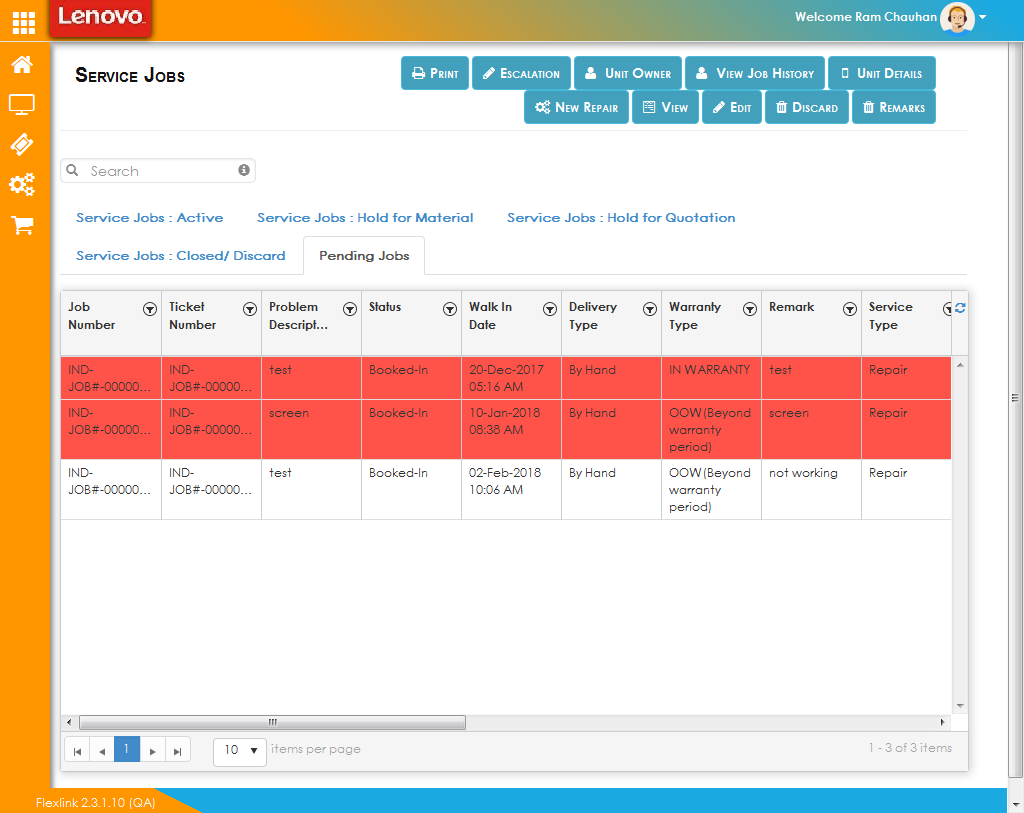 Lenovo
Welcome Ram Chauhan
Service Jobs
Print Escalation Unit Owner View Job History Unit Details
New Repair View Edit Discard Remarks
Search
Service Jobs : Active Service Jobs : Hold for Material Service Jobs : Hold for Quotation
Service Jobs : Closed/ Discard Pending Jobs
Job Ticket Problem Status Walk In Delivery Warranty Remark Service
Number Number Descript... Date Type Type Type
IND- IND- test Booked-In 20-Dec-2017 By Hand IN WARRANTY test Repair
JOB#-00000... JOB#-00000... 05:16 AM
IND- IND- screen Booked-In 10-Jan-2018 By Hand OOW(Beyond screen Repair
JOB#-00000... JOB#-00000... 08:38 AM warranty
period)
IND- IND- test Booked-In 02-Feb-2018 By Hand OOW(Beyond not working Repair
JOB#-00000... JOB#-00000... 10:06 AM warranty
period)
1 10 items per page 1 - 3 of 3 items
Flexlink 2.3.1.10 (QA)